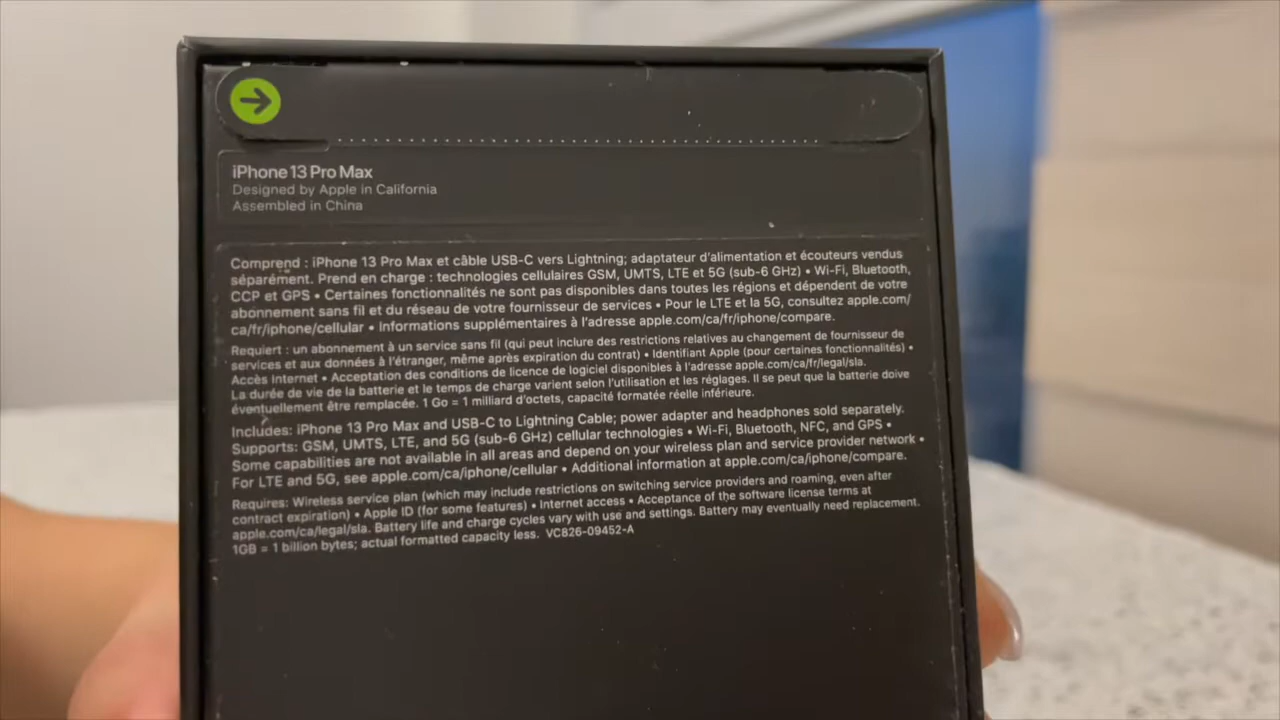 iPhone 13 Pro Max
Designed by Apple in California
Assembled in China
Comprend : iPhone 13 Pro Max et câble USB-C vers Lightning; adaptateur d'alimentation et écouteurs vendus
séparément. Prend en charge : technologies cellulaires GSM, UMTS, LTE et 5G (sub-6 GHz) • Wi-Fi, Bluetooth,
CCP et GPS • Certaines fonctionnalités ne sont pas disponibles dans toutes les régions et dépendent de votre
abonnement sans fil et du réseau de votre fournisseur de services • Pour le LTE et la 5G, consultez apple.com/
ca/fr/iphone/cellular • Informations supplémentaires à l'adresse apple.com/ca/fr/iphone/compare.
Requiert : un abonnement à un service sans fil (qui peut inclure des restrictions relatives au changement de fournisseur de
services et aux données à l'étranger, même après expiration du contrat) • Identifiant Apple (pour certaines fonctionnalités) •
Accès Internet • Acceptation des conditions de licence de logiciel disponibles à l'adresse apple.com/ca/fr/legal/sla.
La durée de vie de la batterie et le temps de charge varient selon l'utilisation et les réglages. Il se peut que la batterie doive
éventuellement être remplacée. 1 Go = 1 milliard d'octets, capacité formatée réelle inférieure.
Includes: iPhone 13 Pro Max and USB-C to Lightning Cable; power adapter and headphones sold separately.
Supports: GSM, UMTS, LTE, and 5G (sub-6 GHz) cellular technologies • Wi-Fi, Bluetooth, NFC, and GPS •
Some capabilities are not available in all areas and depend on your wireless plan and service provider network •
For LTE and 5G, see apple.com/ca/iphone/cellular • Additional information at apple.com/ca/iphone/compare.
Requires: Wireless service plan (which may include restrictions on switching service providers and roaming, even after
contract expiration) • Apple ID (for some features) • Internet access • Acceptance of the software license terms at
apple.com/ca/legal/sla. Battery life and charge cycles vary with use and settings. Battery may eventually need replacement.
1GB = 1 billion bytes; actual formatted capacity less. VC826-09452-A